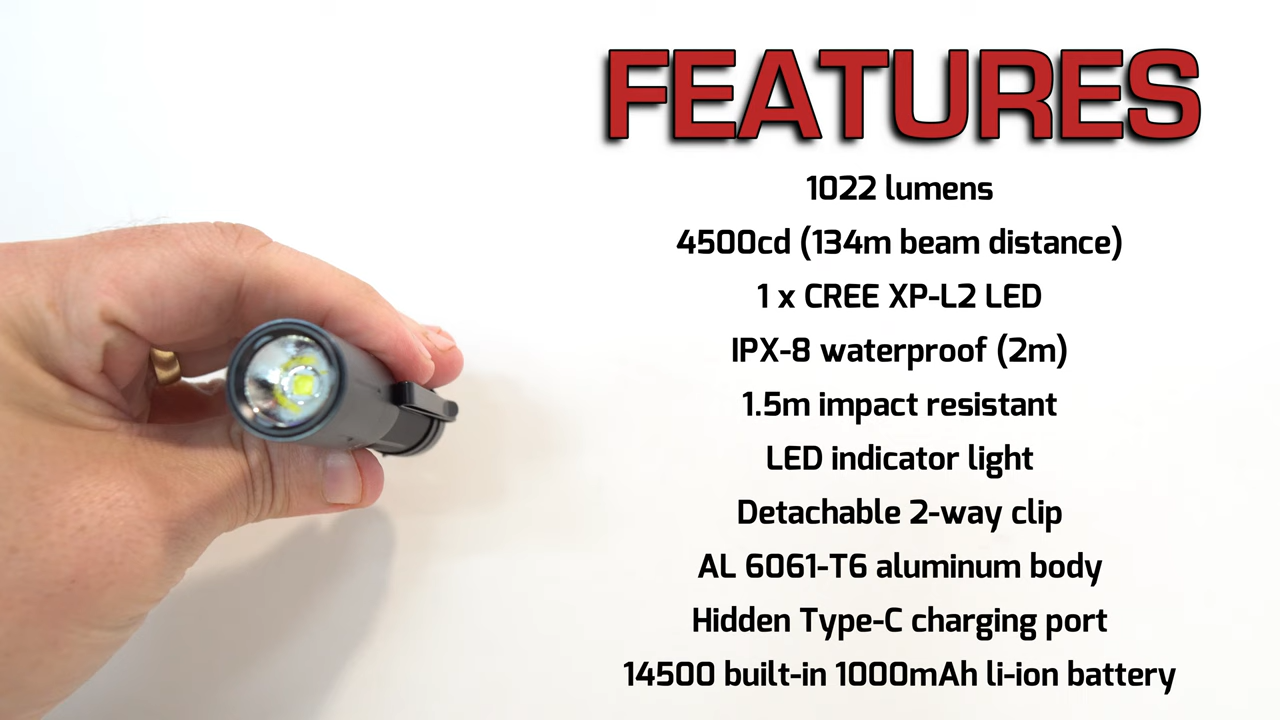 FEATURES
1022 lumens
4500cd (134m beam distance)
1 x CREE XP-L2 LED
IPX-8 waterproof (2m)
1.5m impact resistant
LED indicator light
Detachable 2-way clip
AL 6061-T6 aluminum body
Hidden Type-C charging port
14500 built-in 1000mAh li-ion battery